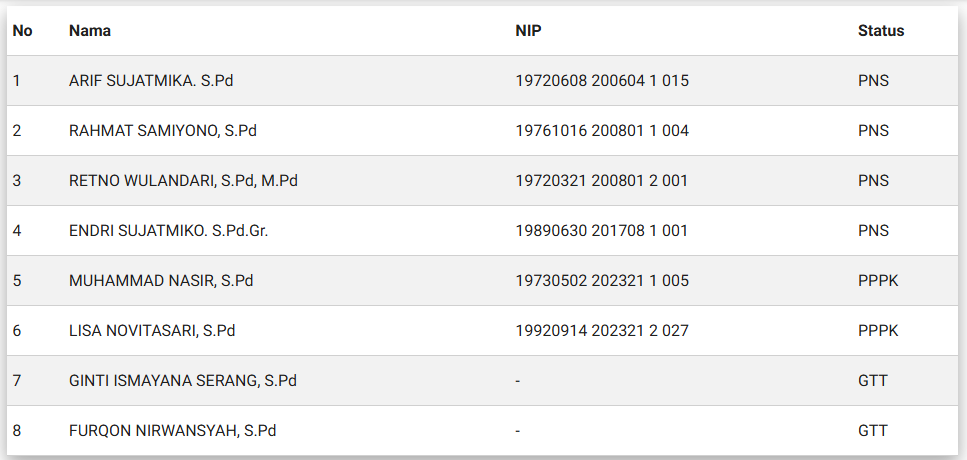 No Nama NIP Status
1 ARIF SUJATMIKA. S.Pd 19720608 200604 1 015 PNS
2 RAHMAT SAMIYONO, S.Pd 19761016 200801 1 004 PNS
3 RETNO WULANDARI, S.Pd, M.Pd 19720321 200801 2 001 PNS
4 ENDRI SUJATMIKO. S.Pd.Gr. 19890630 201708 1 001 PNS
5 MUHAMMAD NASIR, S.Pd 19730502 202321 1 005 PPPK
6 LISA NOVITASARI, S.Pd 19920914 202321 2 027 PPPK
7 GINTI ISMAYANA SERANG, S.Pd - GTT
8 FURQON NIRWANSYAH, S.Pd - GTT